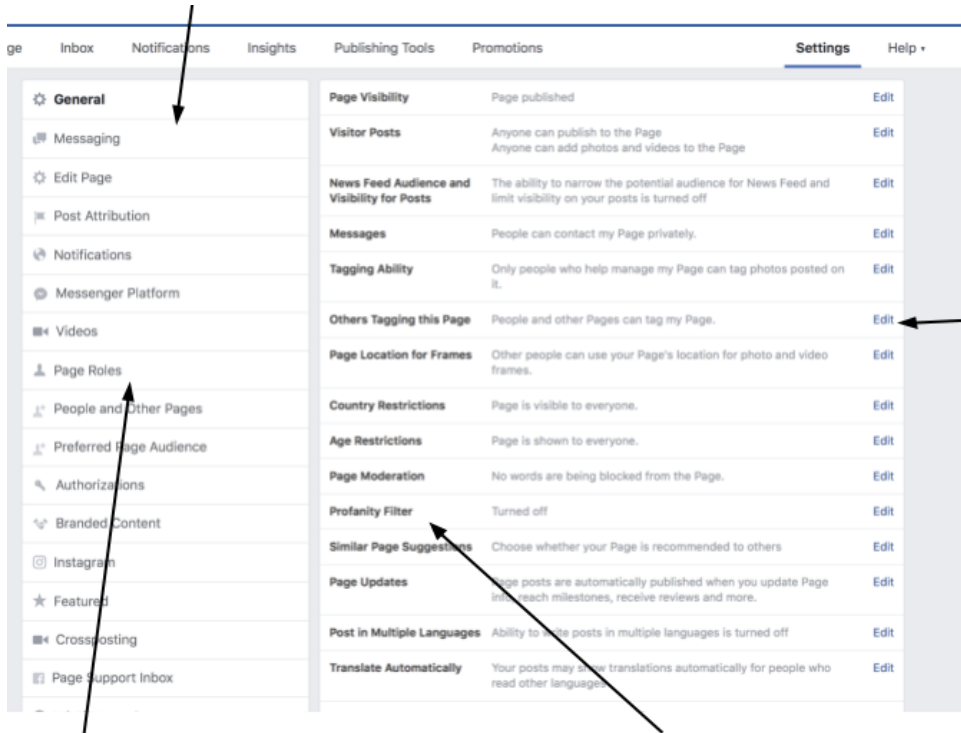 ge Inbox Notifications Insights Publishing Tools Promotions Settings Help
General
Messaging
Edit Page
Post Attribution
Notifications
Messenger Platform
Videos
Page Roles
People and Other Pages
Preferred Page Audience
Authorizations
Branded Content
Instagram
Featured
Crossposting
Page Support Inbox
Page Visibility Page published Edit
Visitor Posts Anyone can publish to the Page Edit
Anyone can add photos and videos to the Page
News Feed Audience and The ability to narrow the potential audience for News Feed and Edit
Visibility for Posts limit visibility on your posts is turned off
Messages People can contact my Page privately. Edit
Tagging Ability Only people who help manage my Page can tag photos posted on Edit
it.
Others Tagging this Page People and other Pages can tag my Page. Edit
Page Location for Frames Other people can use your Page's location for photo and video Edit
frames.
Country Restrictions Page is visible to everyone. Edit
Age Restrictions Page is shown to everyone. Edit
Page Moderation No words are being blocked from the Page. Edit
Profanity Filter Turned off Edit
Similar Page Suggestions Choose whether your Page is recommended to others Edit
Page Updates Page posts are automatically published when you update Page Edit
info, reach milestones, receive reviews and more.
Post in Multiple Languages Ability to write posts in multiple languages is turned off Edit
Translate Automatically Your posts may show translations automatically for people who Edit
read other languages